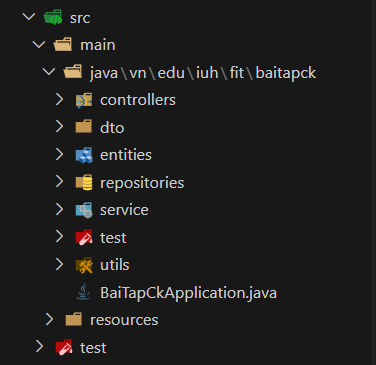 src
main
java\vn\edu\iuh\fit\baitapck
controllers
dto
entities
repositories
service
test
utils
BaiTapCkApplication.java
resources
test